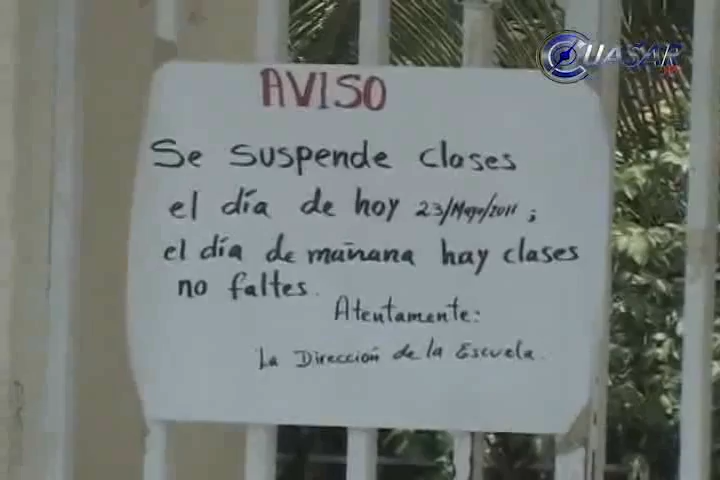 CUASAR
AVISO
Se suspende clases
el día de hoy 23/Mayo/2011 ;
el día de mañana hay clases
no faltes.
Atentamente:
La Dirección de la Escuela.